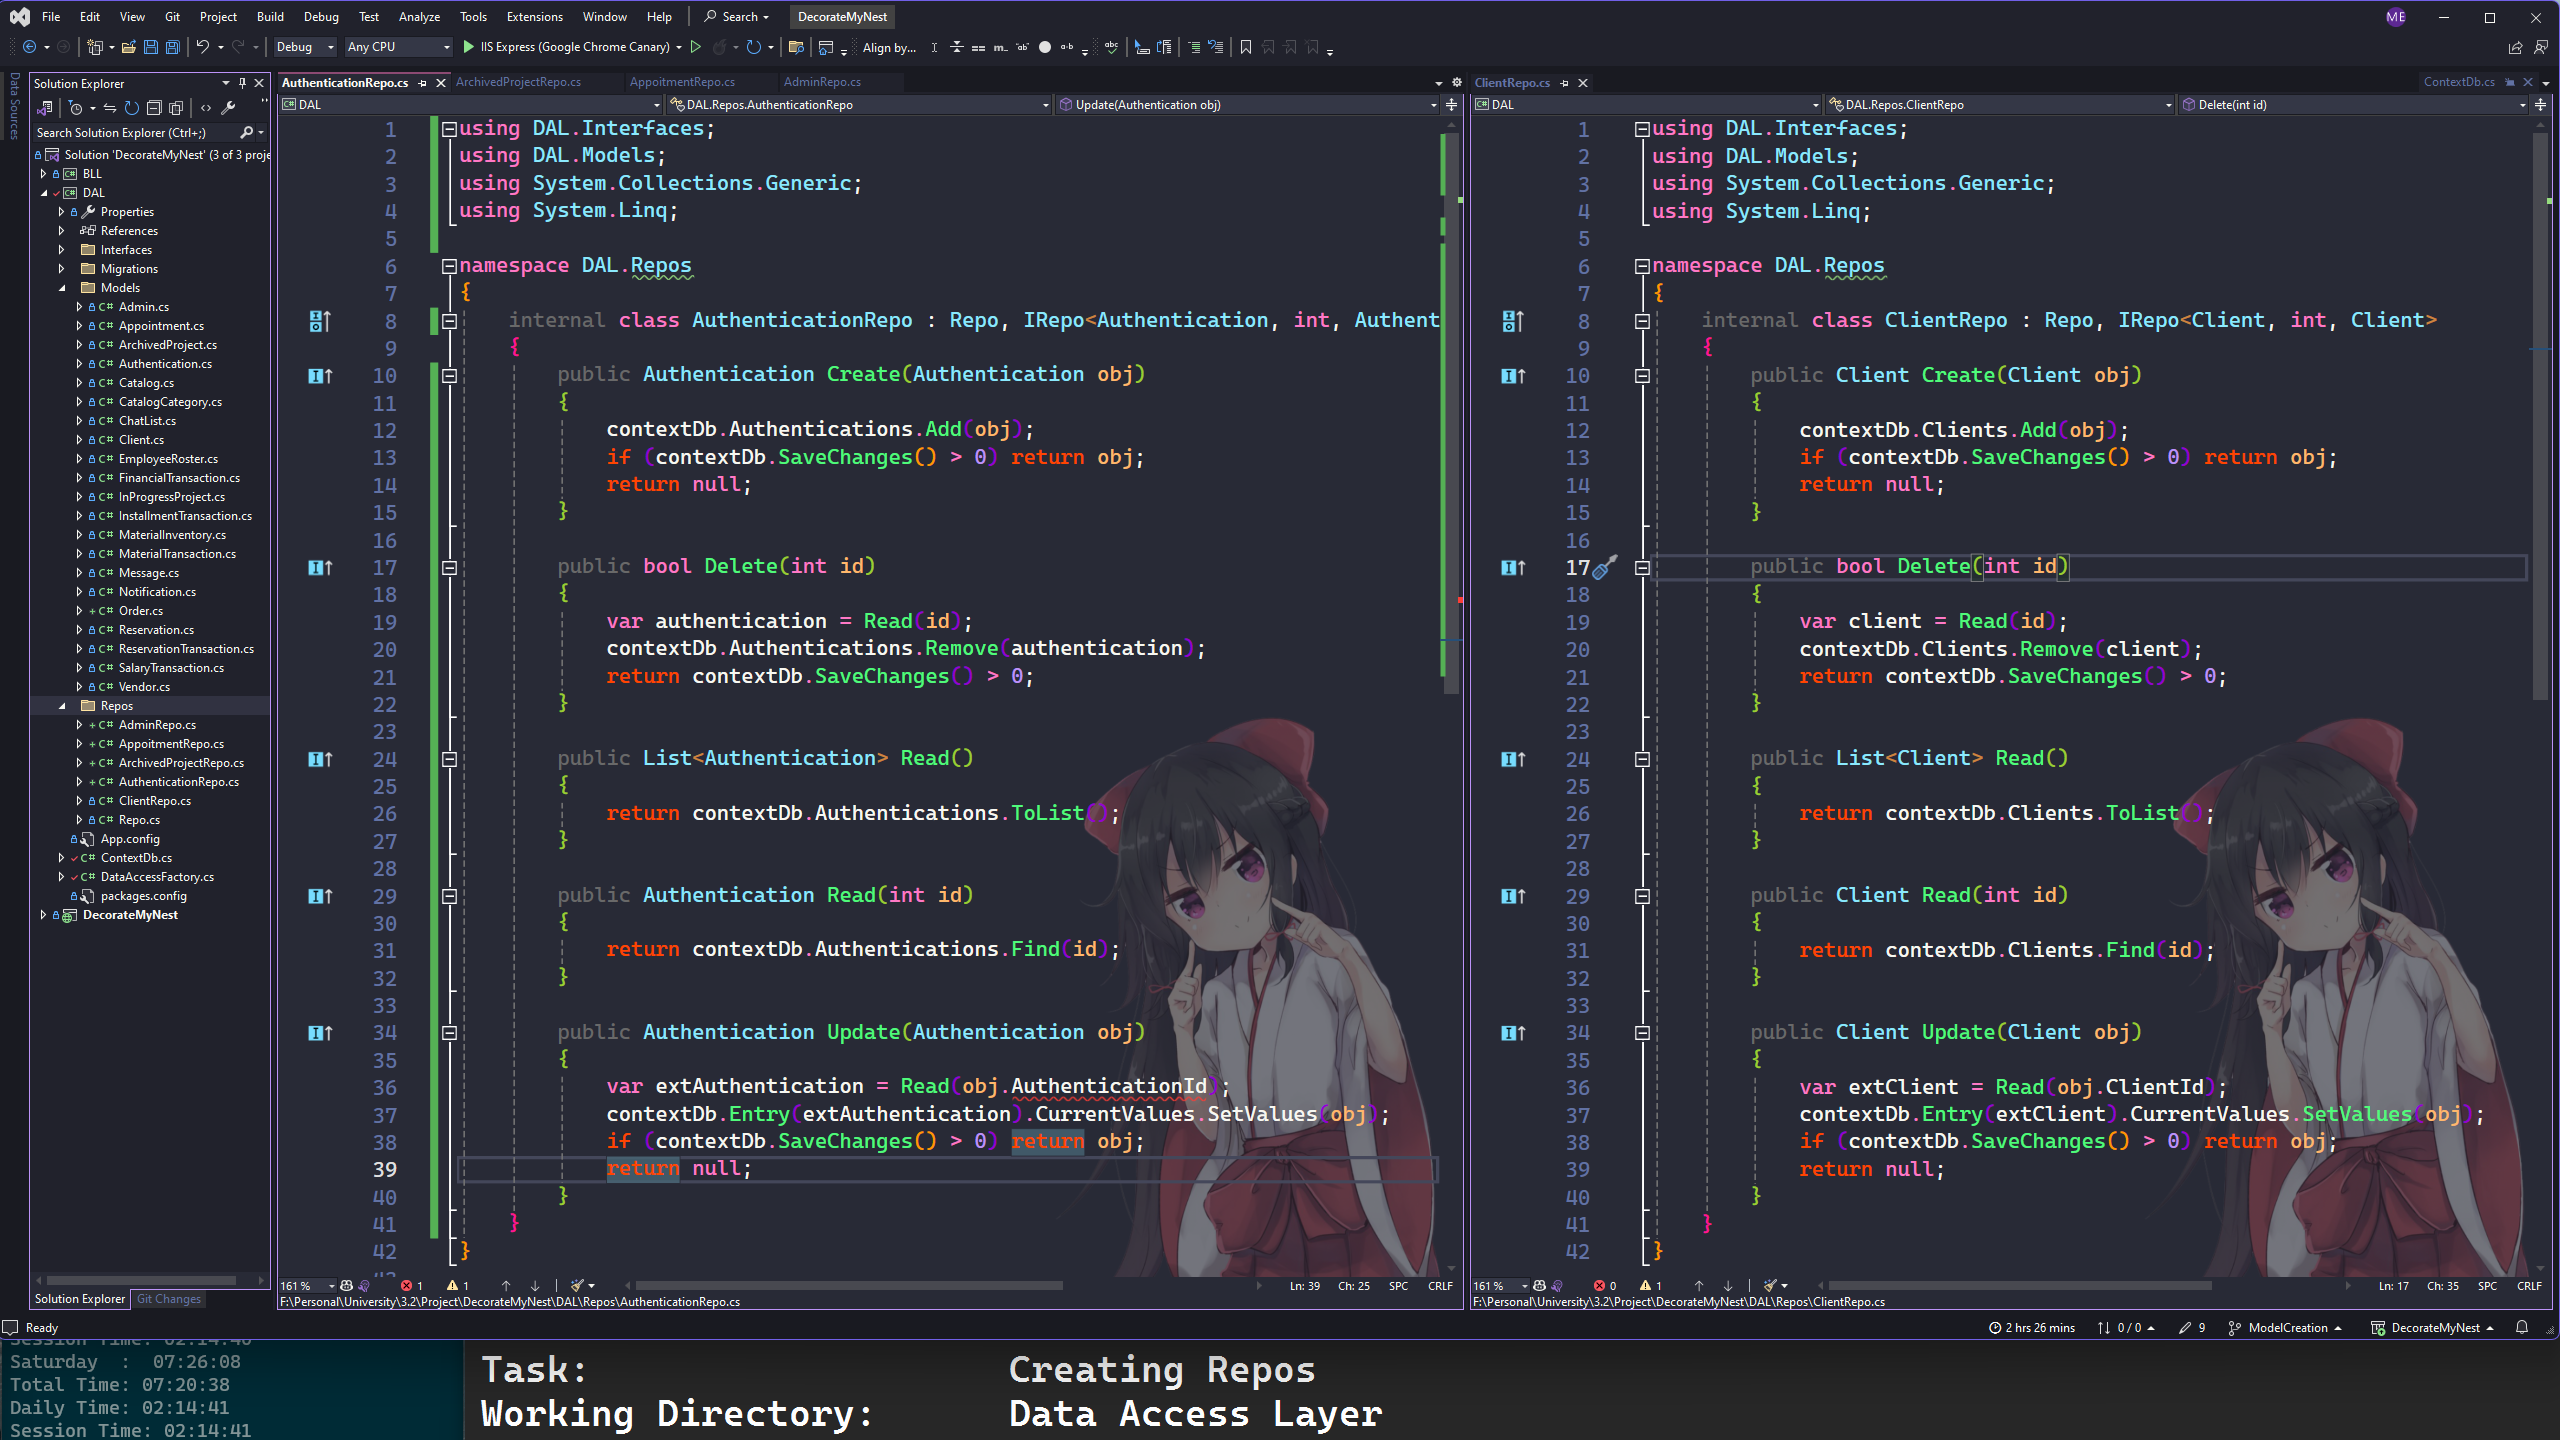 File Edit View Git Project Build Debug Test Analyze Tools Extensions Window Help Search DecorateMyNest ME
Debug Any CPU IIS Express (Google Chrome Canary) Align by...
Data Sources
Solution Explorer
Search Solution Explorer (Ctrl+;)
Solution 'DecorateMyNest' (3 of 3 proje
BLL
DAL
Properties
References
Interfaces
Migrations
Models
C# Admin.cs
C# Appointment.cs
C# ArchivedProject.cs
C# Authentication.cs
C# Catalog.cs
C# CatalogCategory.cs
C# ChatList.cs
C# Client.cs
C# EmployeeRoster.cs
C# FinancialTransaction.cs
C# InProgressProject.cs
C# InstallmentTransaction.cs
C# MaterialInventory.cs
C# MaterialTransaction.cs
C# Message.cs
C# Notification.cs
+ C# Order.cs
C# Reservation.cs
C# ReservationTransaction.cs
C# SalaryTransaction.cs
C# Vendor.cs
Repos
+ C# AdminRepo.cs
+ C# AppoitmentRepo.cs
+ C# ArchivedProjectRepo.cs
+ C# AuthenticationRepo.cs
C# ClientRepo.cs
C# Repo.cs
App.config
C# ContextDb.cs
C# DataAccessFactory.cs
packages.config
DecorateMyNest
Solution Explorer Git Changes
AuthenticationRepo.cs ArchivedProjectRepo.cs AppoitmentRepo.cs AdminRepo.cs
DAL DAL.Repos.AuthenticationRepo Update(Authentication obj)
1 using DAL.Interfaces;
2 using DAL.Models;
3 using System.Collections.Generic;
4 using System.Linq;
5
6 namespace DAL.Repos
7 {
8 internal class AuthenticationRepo : Repo, IRepo<Authentication, int, Authent
9 {
10 public Authentication Create(Authentication obj)
11 {
12 contextDb.Authentications.Add(obj);
13 if (contextDb.SaveChanges() > 0) return obj;
14 return null;
15 }
16
17 public bool Delete(int id)
18 {
19 var authentication = Read(id);
20 contextDb.Authentications.Remove(authentication);
21 return contextDb.SaveChanges() > 0;
22 }
23
24 public List<Authentication> Read()
25 {
26 return contextDb.Authentications.ToList();
27 }
28
29 public Authentication Read(int id)
30 {
31 return contextDb.Authentications.Find(id);
32 }
33
34 public Authentication Update(Authentication obj)
35 {
36 var extAuthentication = Read(obj.AuthenticationId);
37 contextDb.Entry(extAuthentication).CurrentValues.SetValues(obj);
38 if (contextDb.SaveChanges() > 0) return obj;
39 return null;
40 }
41 }
42 }
161 % 1 1 Ln: 39 Ch: 25 SPC CRLF
F:\Personal\University\3.2\Project\DecorateMyNest\DAL\Repos\AuthenticationRepo.cs
ClientRepo.cs ContextDb.cs
DAL DAL.Repos.ClientRepo Delete(int id)
1 using DAL.Interfaces;
2 using DAL.Models;
3 using System.Collections.Generic;
4 using System.Linq;
5
6 namespace DAL.Repos
7 {
8 internal class ClientRepo : Repo, IRepo<Client, int, Client>
9 {
10 public Client Create(Client obj)
11 {
12 contextDb.Clients.Add(obj);
13 if (contextDb.SaveChanges() > 0) return obj;
14 return null;
15 }
16
17 public bool Delete(int id)
18 {
19 var client = Read(id);
20 contextDb.Clients.Remove(client);
21 return contextDb.SaveChanges() > 0;
22 }
23
24 public List<Client> Read()
25 {
26 return contextDb.Clients.ToList();
27 }
28
29 public Client Read(int id)
30 {
31 return contextDb.Clients.Find(id);
32 }
33
34 public Client Update(Client obj)
35 {
36 var extClient = Read(obj.ClientId);
37 contextDb.Entry(extClient).CurrentValues.SetValues(obj);
38 if (contextDb.SaveChanges() > 0) return obj;
39 return null;
40 }
41 }
42 }
161 % 0 1 Ln: 17 Ch: 35 SPC CRLF
F:\Personal\University\3.2\Project\DecorateMyNest\DAL\Repos\ClientRepo.cs
Ready 2 hrs 26 mins 0 / 0 9 ModelCreation DecorateMyNest
Session Time: 02:14:40
Saturday : 07:26:08
Total Time: 07:20:38
Daily Time: 02:14:41
Session Time: 02:14:41
Task: Creating Repos
Working Directory: Data Access Layer